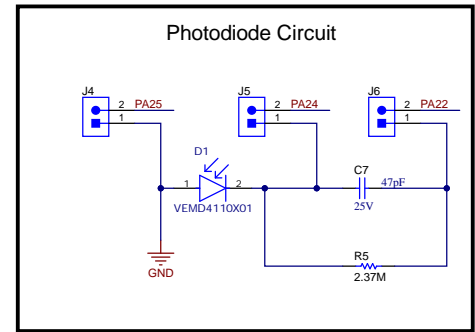 Photodiode Circuit
J4
2 PA25
1
J5
2 PA24
1
J6
2 PA22
1
D1
1 2
VEMD4110X01
C7
47pF
25V
R5
2.37M
GND